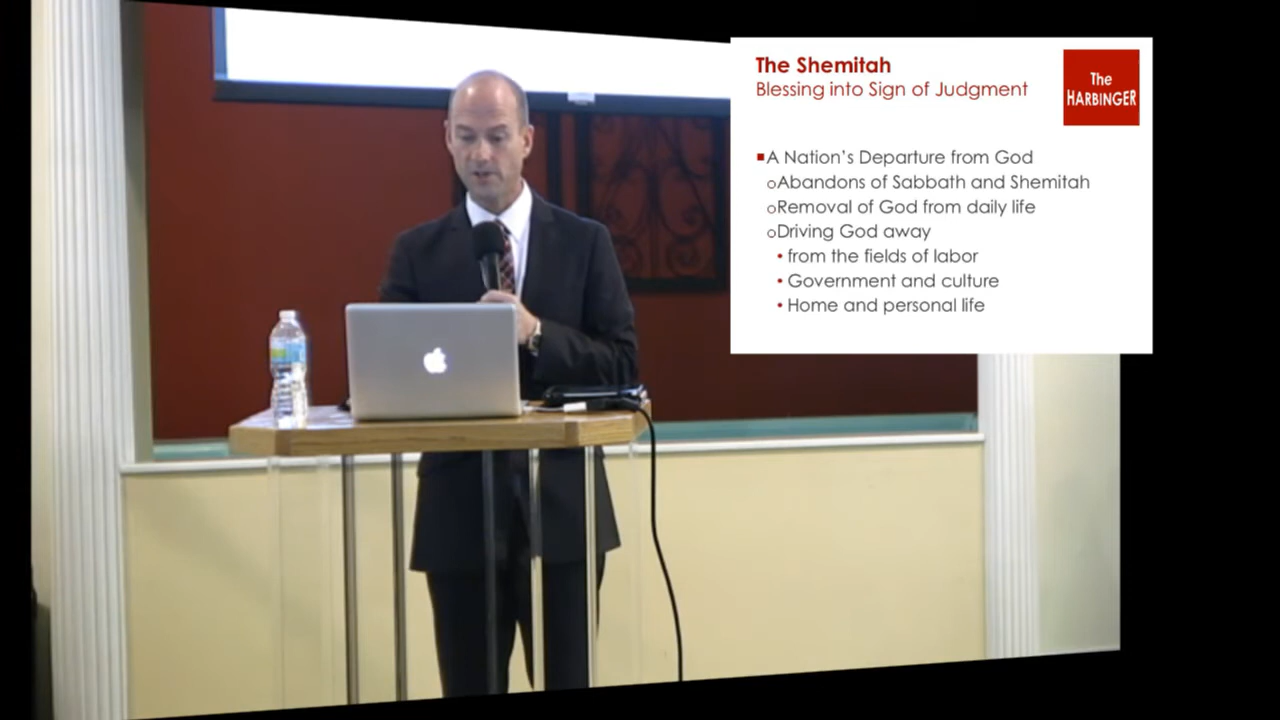 The Shemitah
Blessing into Sign of Judgment
The
HARBINGER
A Nation's Departure from God
Abandons of Sabbath and Shemitah
Removal of God from daily life
Driving God away
from the fields of labor
Government and culture
Home and personal life